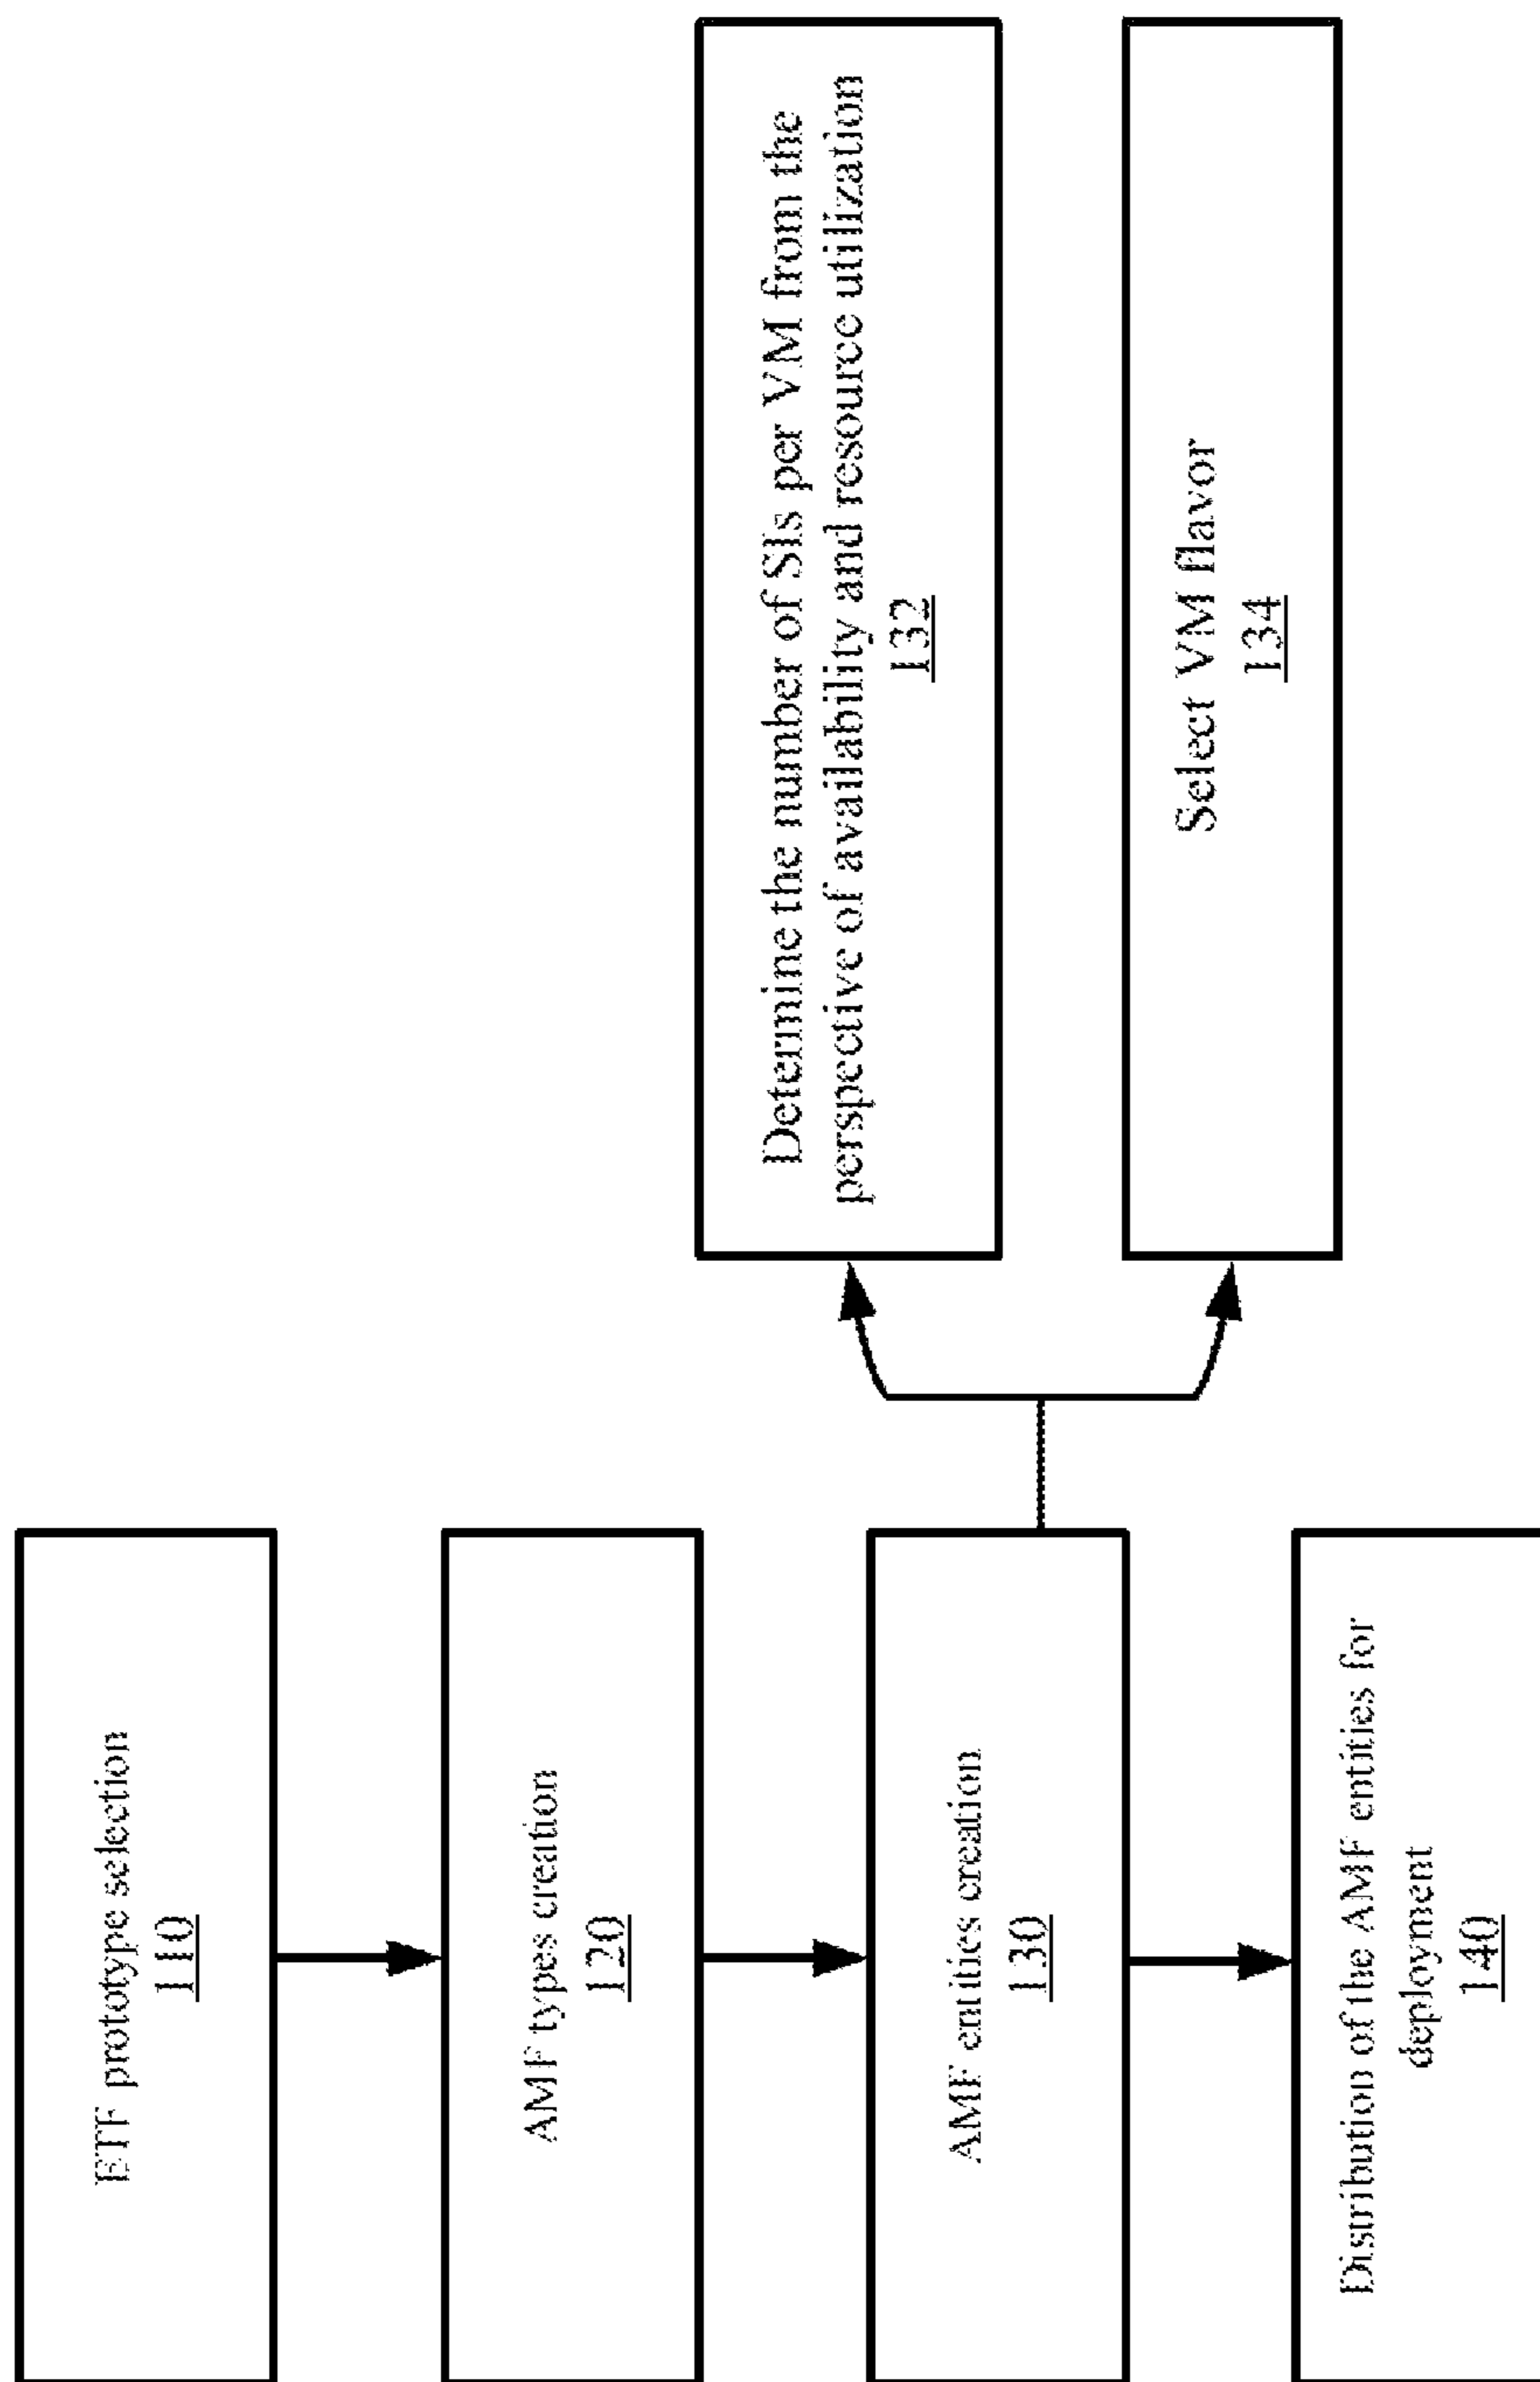 ETF prototype selection
110
AMF types creation
120
AMF entities creation
130
Distribution of the AMF entities for
deployment
140
Determine the number of SIs per VM from the
perspective of availability and resource utilization
132
Select VM flavor
134